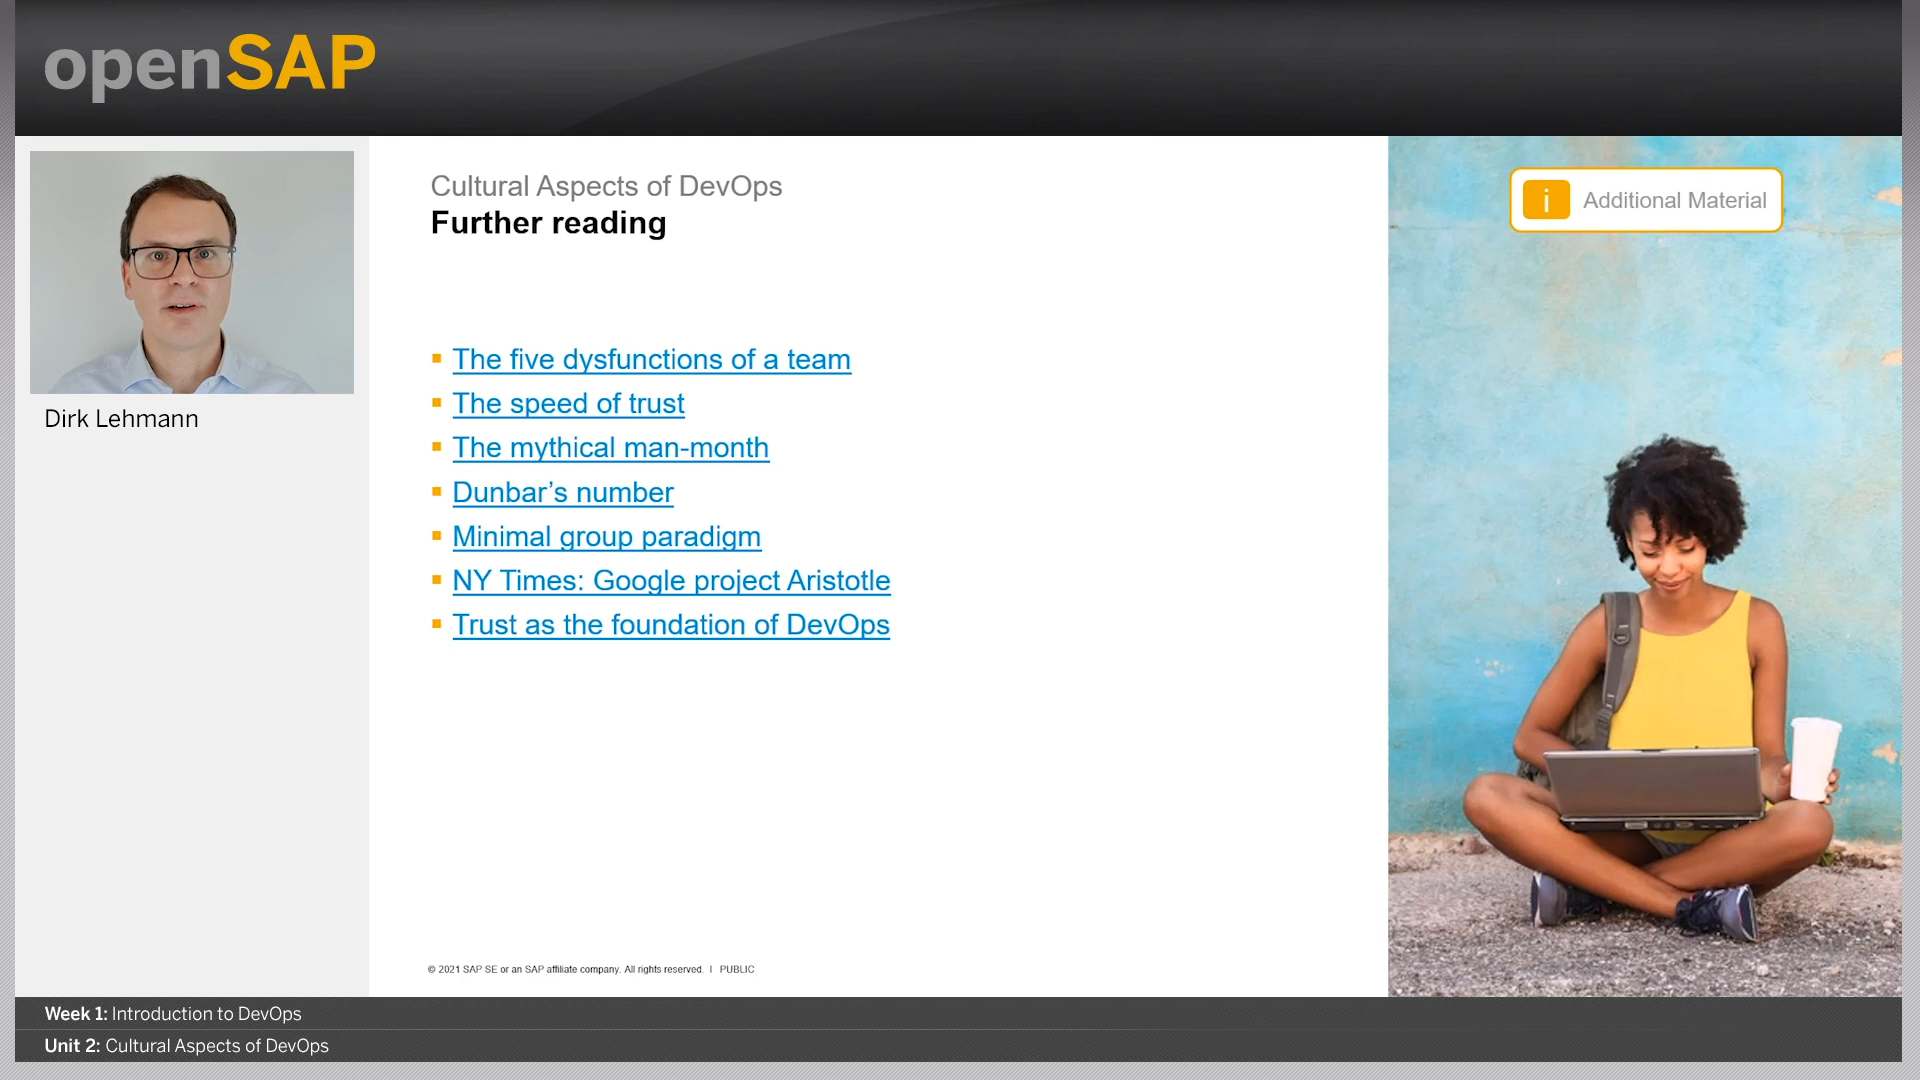 openSAP
Dirk Lehmann
Cultural Aspects of DevOps
Further reading
The five dysfunctions of a team
The speed of trust
The mythical man-month
Dunbar’s number
Minimal group paradigm
NY Times: Google project Aristotle
Trust as the foundation of DevOps
i Additional Material
© 2021 SAP SE or an SAP affiliate company. All rights reserved. I PUBLIC
Week 1: Introduction to DevOps
Unit 2: Cultural Aspects of DevOps